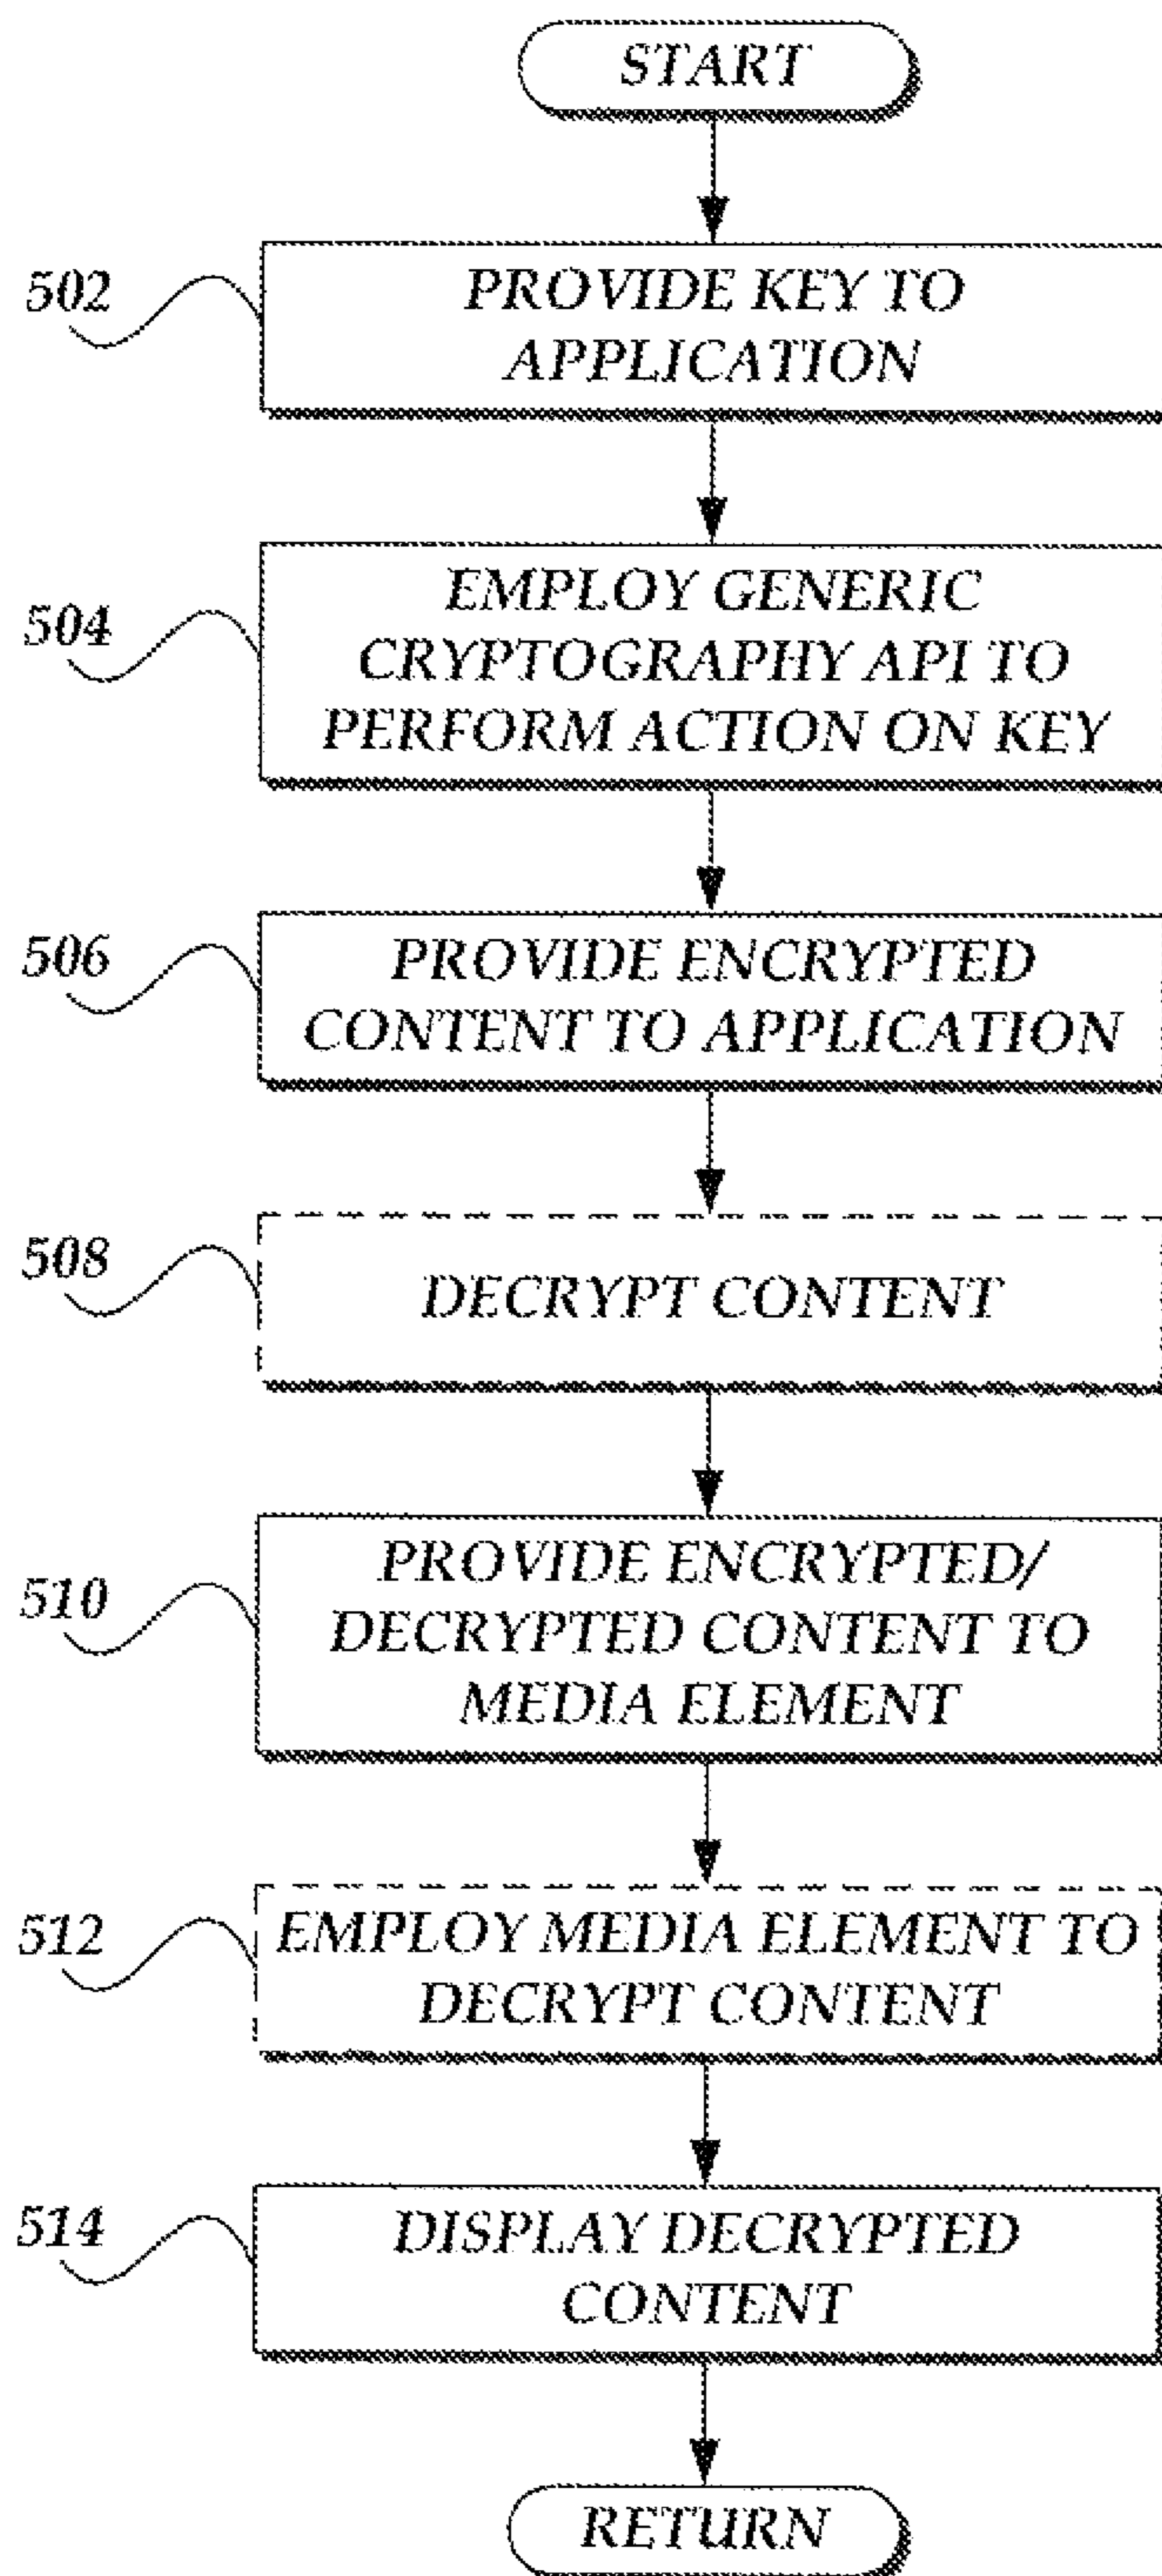 START
502
PROVIDE KEY TO
APPLICATION
504
EMPLOY GENERIC
CRYPTOGRAPHY API TO
PERFORM ACTION ON KEY
506
PROVIDE ENCRYPTED
CONTENT TO APPLICATION
508
DECRYPT CONTENT
510
PROVIDE ENCRYPTED/
DECRYPTED CONTENT TO
MEDIA ELEMENT
512
EMPLOY MEDIA ELEMENT TO
DECRYPT CONTENT
514
DISPLAY DECRYPTED
CONTENT
RETURN